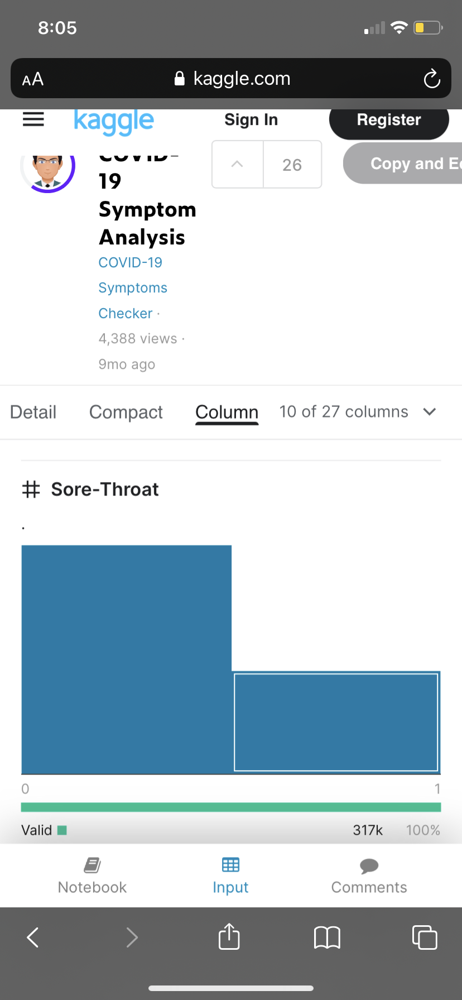 8:05
AA kaggle.com
kaggle Sign In Register
COVID-
19
Symptom
Analysis
26
Copy and E
COVID-19
Symptoms
Checker ·
4,388 views ·
9mo ago
Detail Compact Column 10 of 27 columns
# Sore-Throat
.
0 1
Valid 317k 100%
Notebook Input Comments